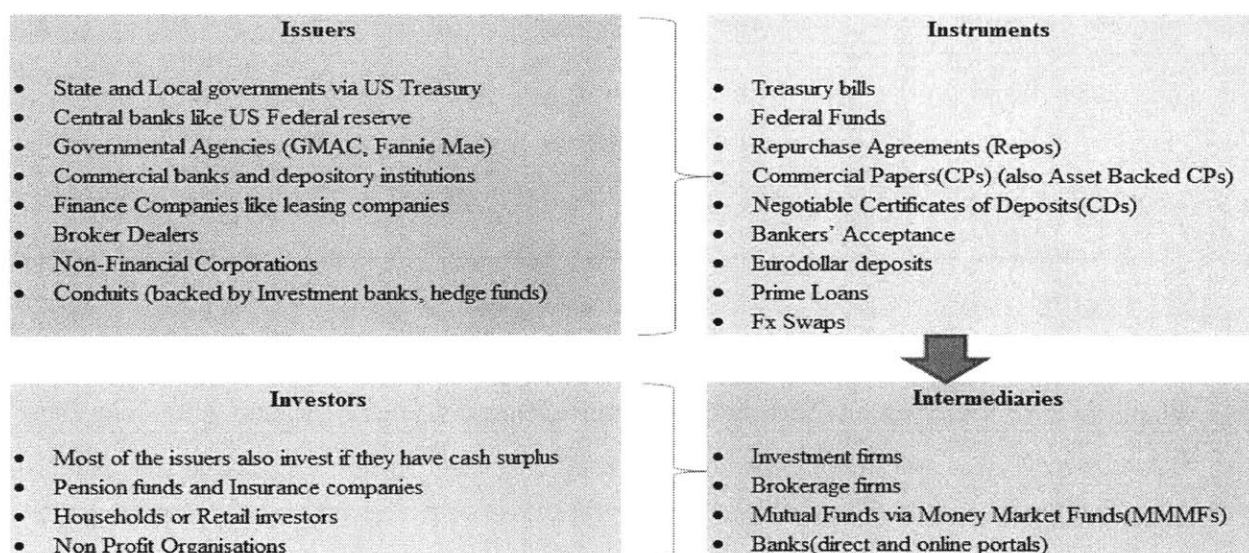 Issuers
• State and Local governments via US Treasury
• Central banks like US Federal reserve
• Governmental Agencies (GMAC, Fannie Mae)
• Commercial banks and depository institutions
• Finance Companies like leasing companies
• Broker Dealers
• Non-Financial Corporations
• Conduits (backed by Investment banks, hedge funds)
Instruments
• Treasury bills
• Federal Funds
• Repurchase Agreements (Repos)
• Commercial Papers(CPs) (also Asset Backed CPs)
• Negotiable Certificates of Deposits(CDs)
• Bankers' Acceptance
• Eurodollar deposits
• Prime Loans
• Fx Swaps
Investors
• Most of the issuers also invest if they have cash surplus
• Pension funds and Insurance companies
• Households or Retail investors
• Non Profit Organisations
Intermediaries
• Investment firms
• Brokerage firms
• Mutual Funds via Money Market Funds(MMMFs)
• Banks(direct and online portals)